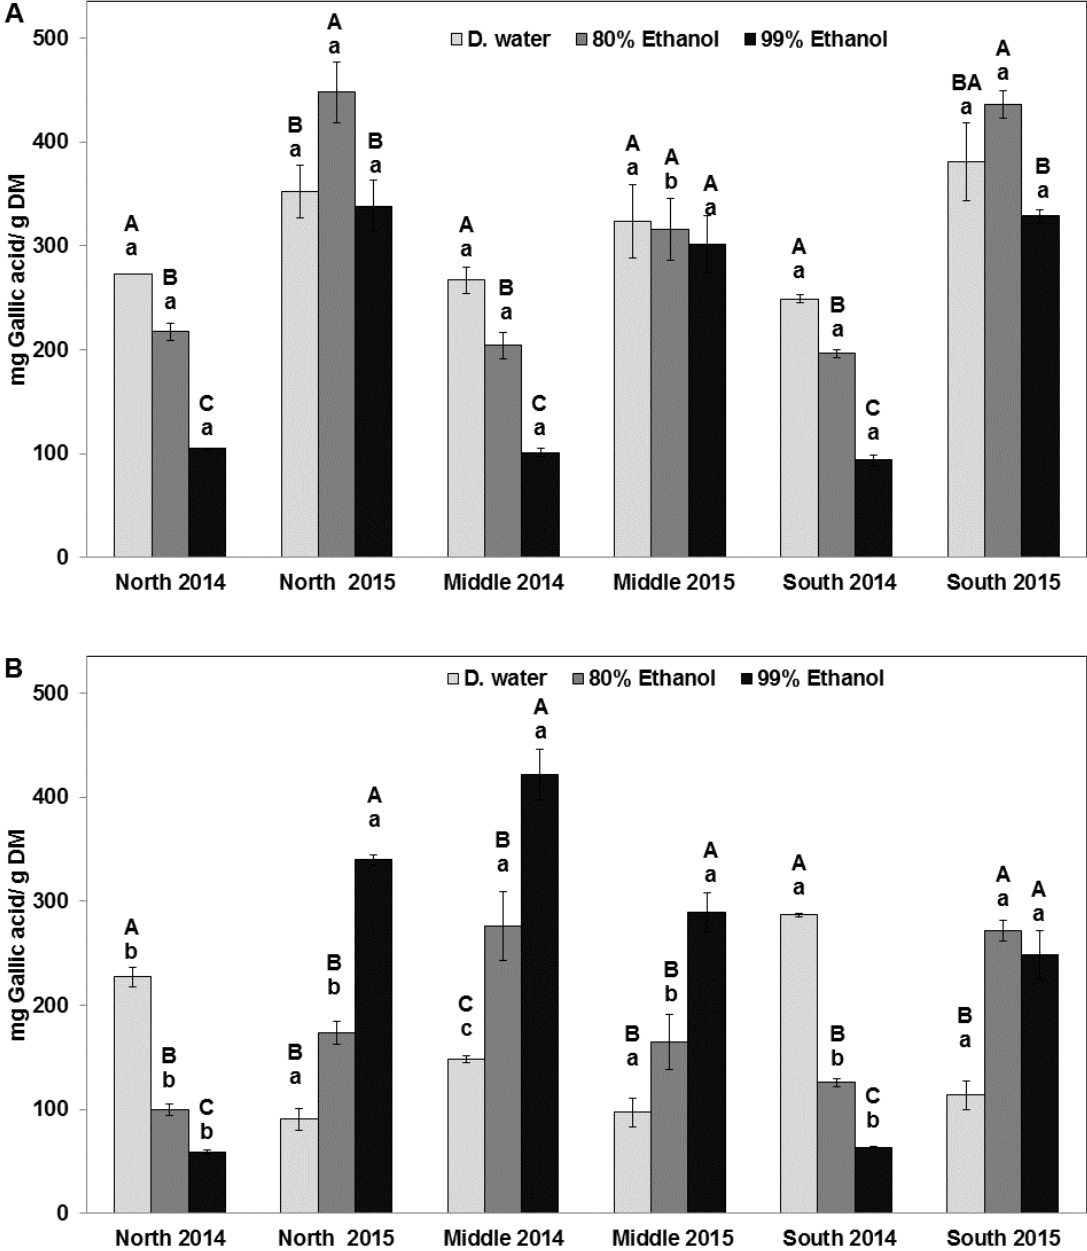 A
D. water 80% Ethanol 99% Ethanol
mg Gallic acid/ g DM
500
400
300
200
100
0
A
a
B
a
C
a
B
a
A
a
B
a
A
a
B
a
C
a
A
a
A
b
A
a
A
a
B
a
C
a
BA
a
A
a
B
a
North 2014 North 2015 Middle 2014 Middle 2015 South 2014 South 2015
B
D. water 80% Ethanol 99% Ethanol
mg Gallic acid/ g DM
500
400
300
200
100
0
A
b
B
b
C
b
B
a
B
b
A
a
C
c
B
a
A
a
B
a
B
b
A
a
A
a
B
b
C
b
B
a
A
a
A
a
North 2014 North 2015 Middle 2014 Middle 2015 South 2014 South 2015